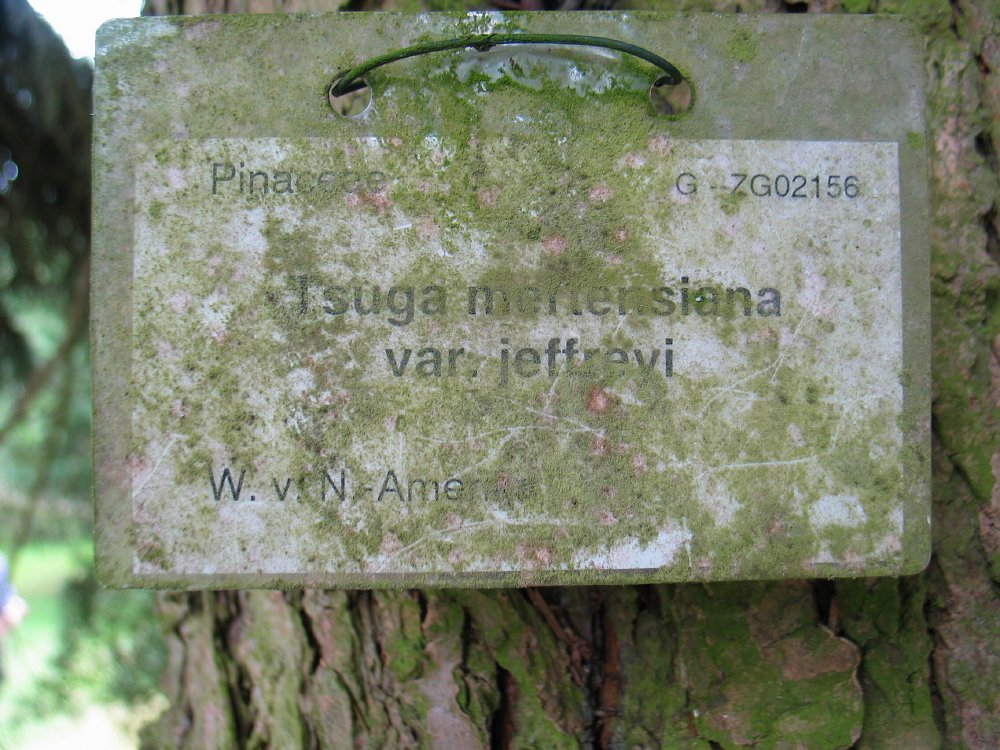 Pinaceae G--ZG02156
Tsuga mertensiana
var. jeffreyi
W. v. N.-Amerika